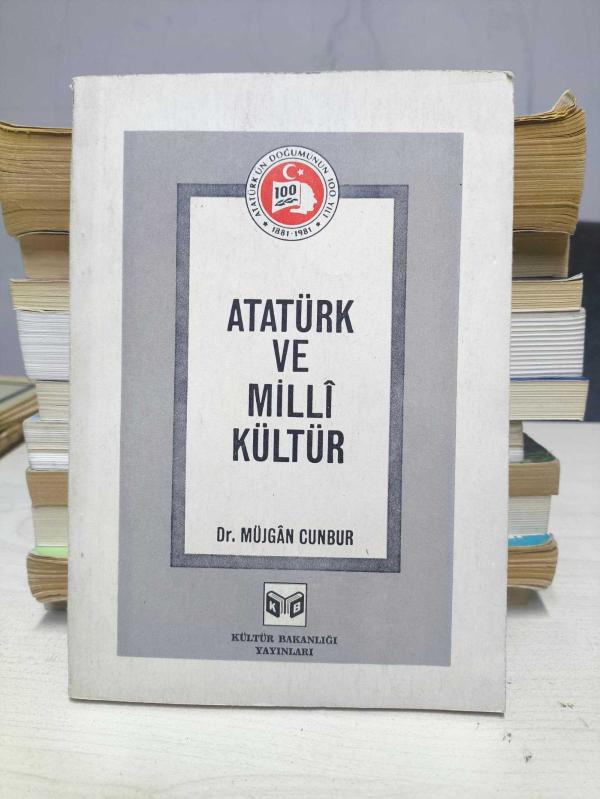 ATATÜRK'ÜN DOĞUMUNUN 100. YILI
100
1881-1981
ATATÜRK
VE
MİLLÎ
KÜLTÜR
Dr. MÜJGÂN CUNBUR
K B
KÜLTÜR BAKANLIĞI
YAYINLARI